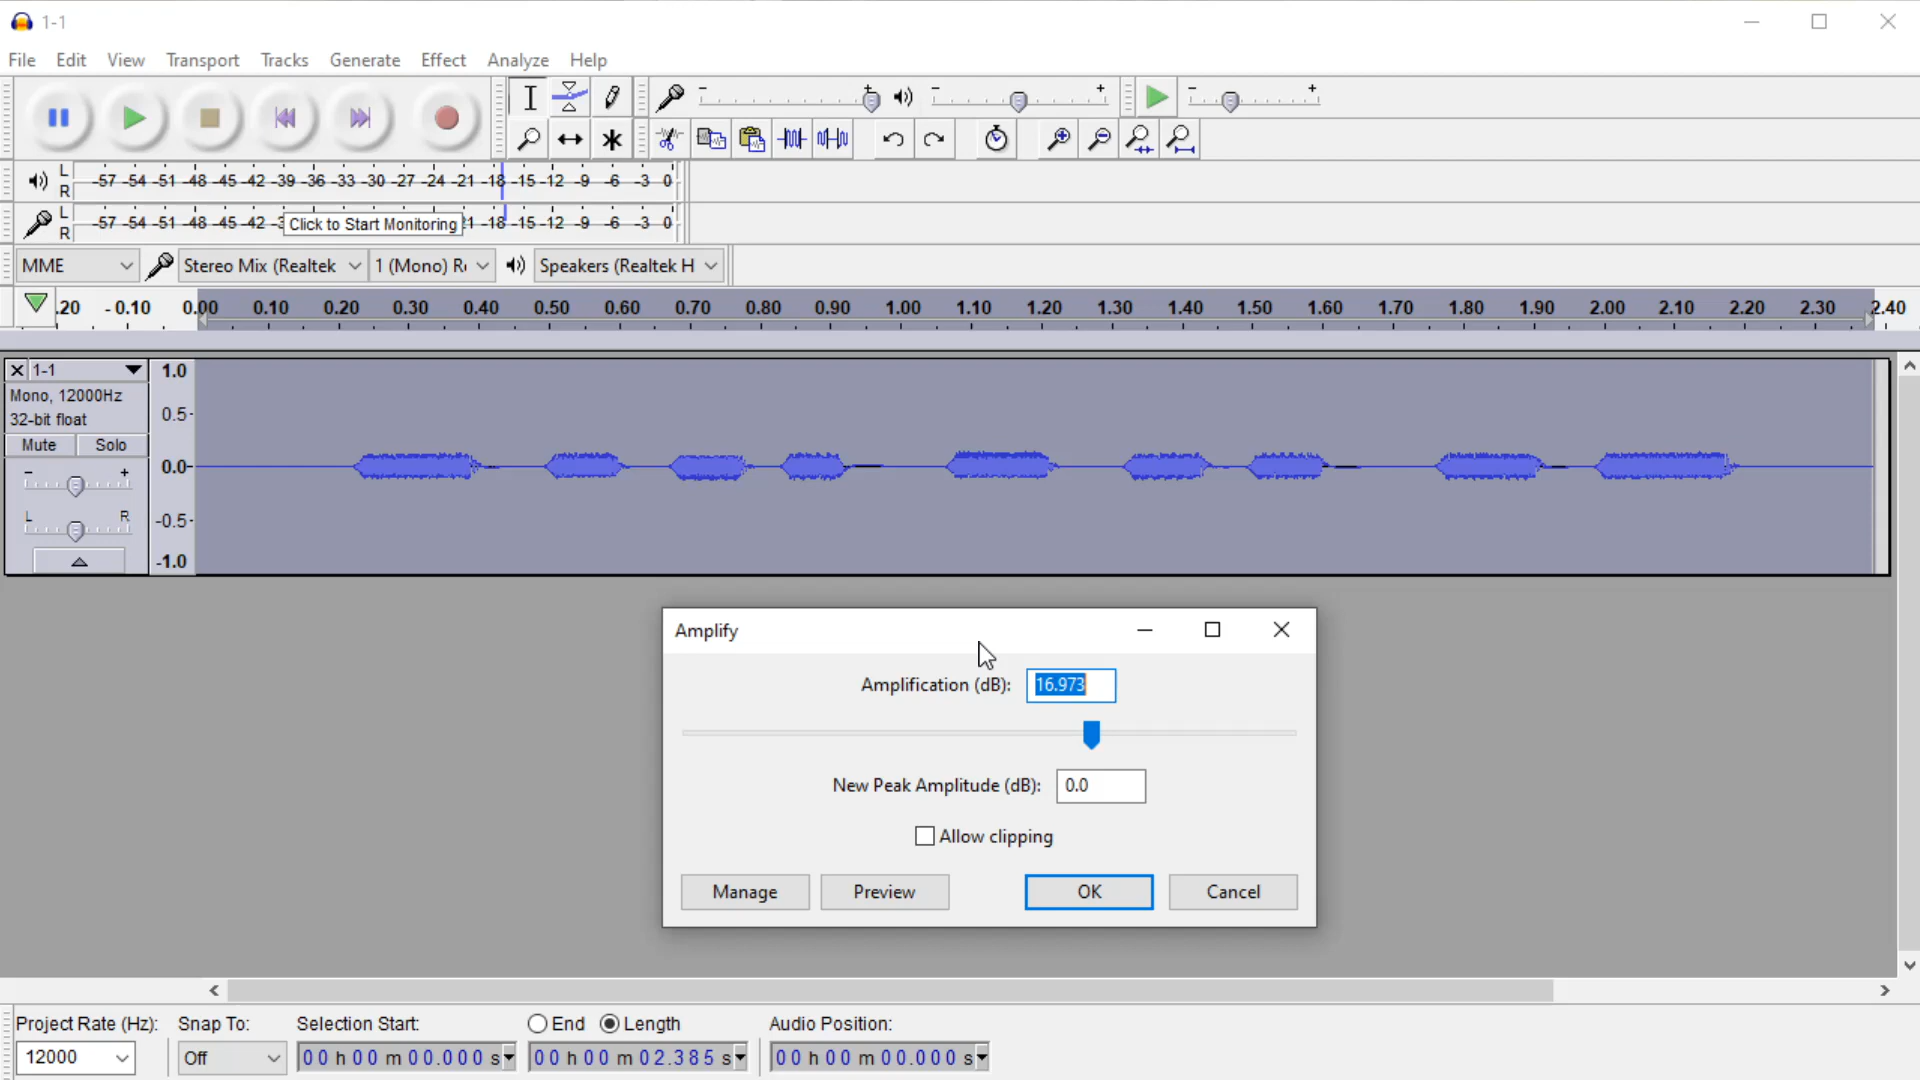 1-1
File Edit View Transport Tracks Generate Effect Analyze Help
- + - + - +
L -57 -54 -51 -48 -45 -42 -39 -36 -33 -30 -27 -24 -21 -18 -15 -12 -9 -6 -3 0
R
L -57 -54 -51 -48 -45 -42 -3 Click to Start Monitoring 1 -18 -15 -12 -9 -6 -3 0
R
MME Stereo Mix (Realtek 1 (Mono) R Speakers (Realtek H
.20 -0.10 0.00 0.10 0.20 0.30 0.40 0.50 0.60 0.70 0.80 0.90 1.00 1.10 1.20 1.30 1.40 1.50 1.60 1.70 1.80 1.90 2.00 2.10 2.20 2.30 2.40
1-1 1.0
Mono, 12000Hz
0.5
32-bit float
Mute Solo
0.0
- +
L R
-0.5
-1.0
Amplify
Amplification (dB): 16.973
New Peak Amplitude (dB): 0.0
Allow clipping
Manage Preview OK Cancel
Project Rate (Hz): Snap To: Selection Start: End Length Audio Position:
12000 Off 00 h 00 m 00.000 s 00 h 00 m 02.385 s 00 h 00 m 00.000 s